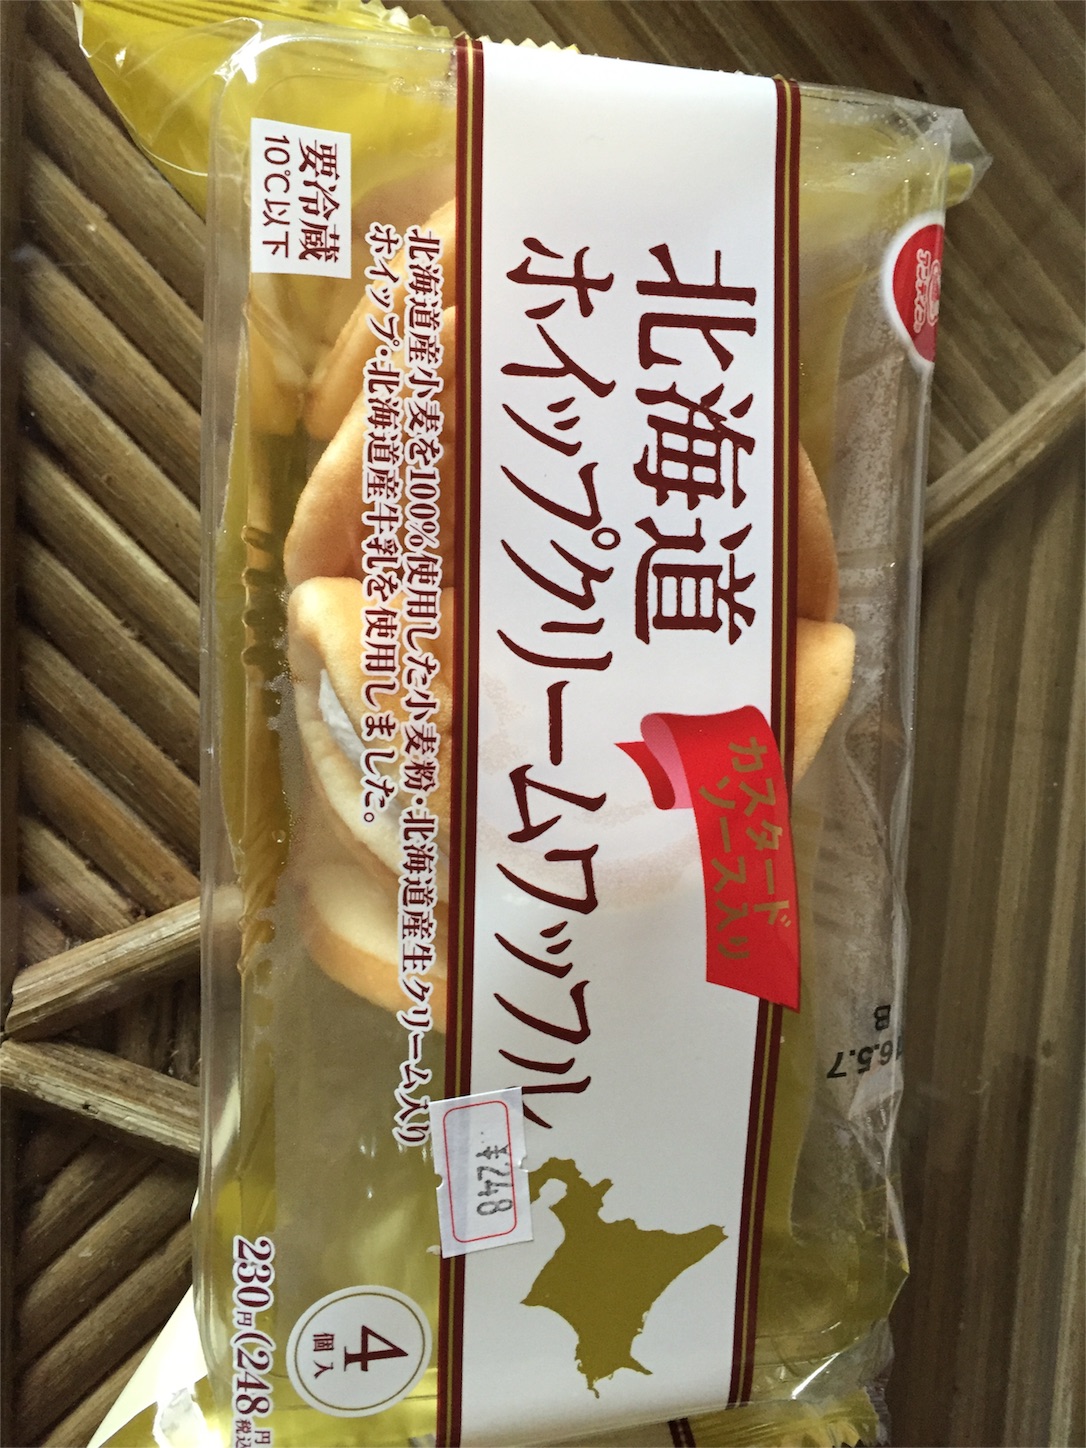 北海道
ホイップクリームワッフル
カスタード
ソース入り
北海道産小麦を100%使用した小麦粉・北海道産生クリーム入り
ホイップ・北海道産牛乳を使用しました。
要冷蔵
10℃以下
¥248
4
個入
230円(248円
税込
16.5.7
B